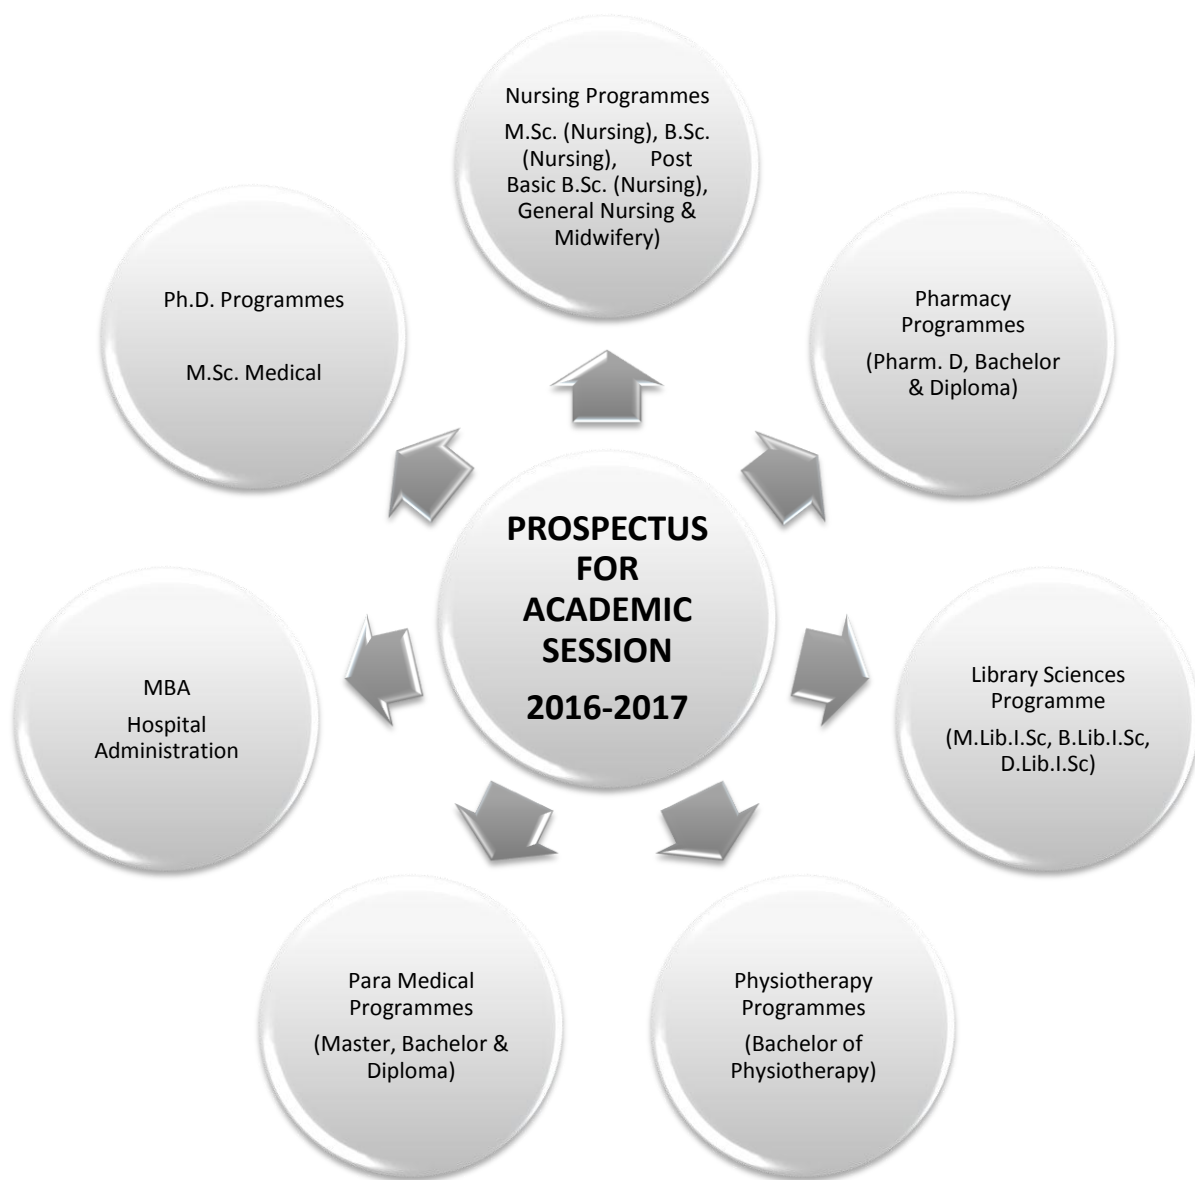 Nursing Programmes
M.Sc. (Nursing), B.Sc.
(Nursing), Post
Basic B.Sc. (Nursing),
General Nursing &
Midwifery)
Ph.D. Programmes
M.Sc. Medical
Pharmacy
Programmes
(Pharm. D, Bachelor
& Diploma)
PROSPECTUS
FOR
ACADEMIC
SESSION
2016-2017
MBA
Hospital
Administration
Library Sciences
Programme
(M.Lib.I.Sc, B.Lib.I.Sc,
D.Lib.I.Sc)
Para Medical
Programmes
(Master, Bachelor &
Diploma)
Physiotherapy
Programmes
(Bachelor of
Physiotherapy)